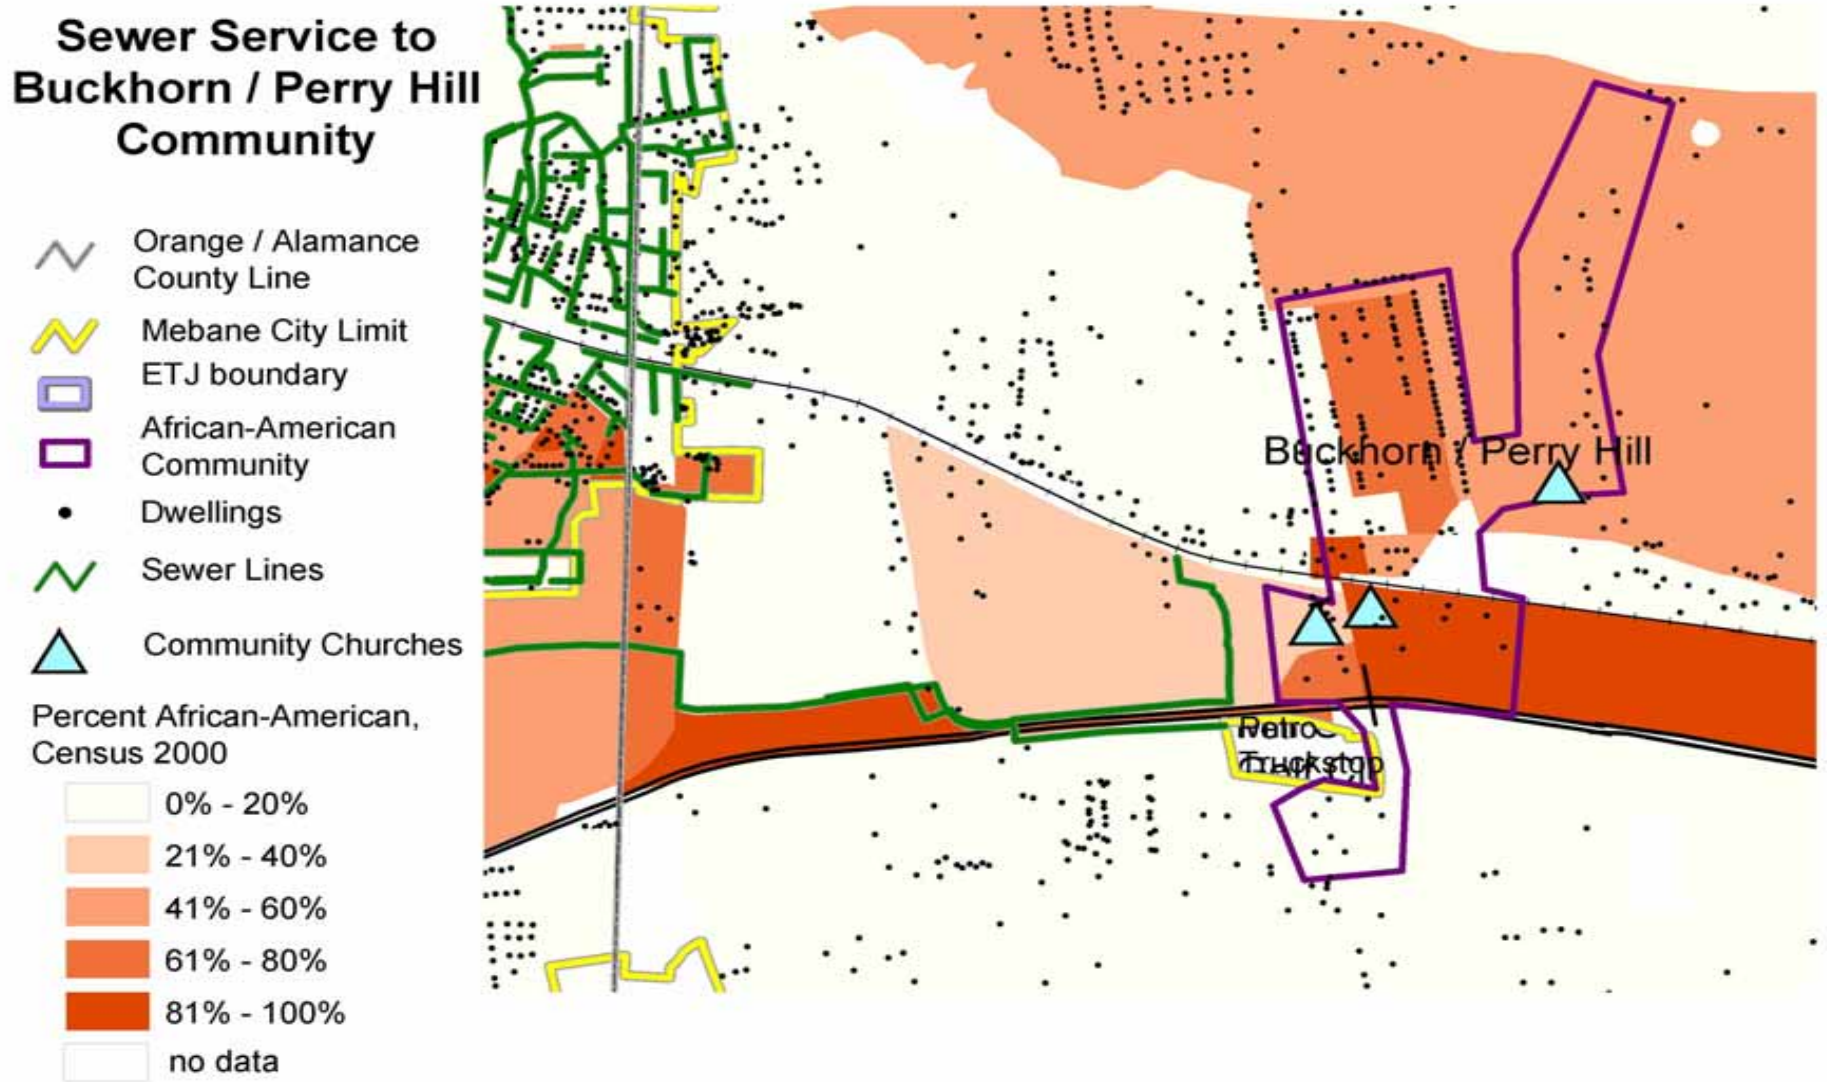 Sewer Service to
Buckhorn / Perry Hill
Community
Orange / Alamance
County Line
Mebane City Limit
ETJ boundary
African-American
Community
Dwellings
Sewer Lines
Community Churches
Percent African-American,
Census 2000
0% - 20%
21% - 40%
41% - 60%
61% - 80%
81% - 100%
no data
Buckhorn / Perry Hill
Petro
Truckstop